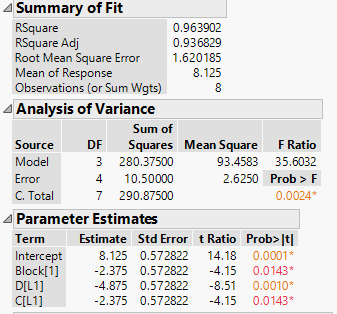 Summary of Fit
RSquare 0.963902
RSquare Adj 0.936829
Root Mean Square Error 1.620185
Mean of Response 8.125
Observations (or Sum Wgts) 8
Analysis of Variance
Sum of
Source DF Squares Mean Square F Ratio
Model 3 280.37500 93.4583 35.6032
Error 4 10.50000 2.6250 Prob > F
C. Total 7 290.87500 0.0024*
Parameter Estimates
Term Estimate Std Error t Ratio Prob>|t|
Intercept 8.125 0.572822 14.18 0.0001*
Block[1] -2.375 0.572822 -4.15 0.0143*
D[L1] -4.875 0.572822 -8.51 0.0010*
C[L1] -2.375 0.572822 -4.15 0.0143*